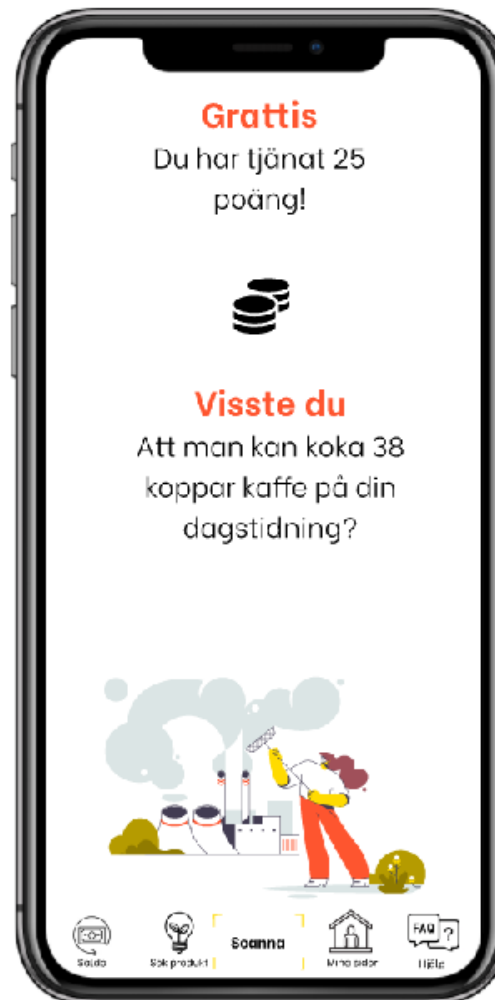 Grattis
Du har tjänat 25
poäng!
Visste du
Att man kan koka 38
koppar kaffe på din
dagstidning?
FAQ ?
Saldo
Sök produkt
Scanna
Mina sidor
Hjälp